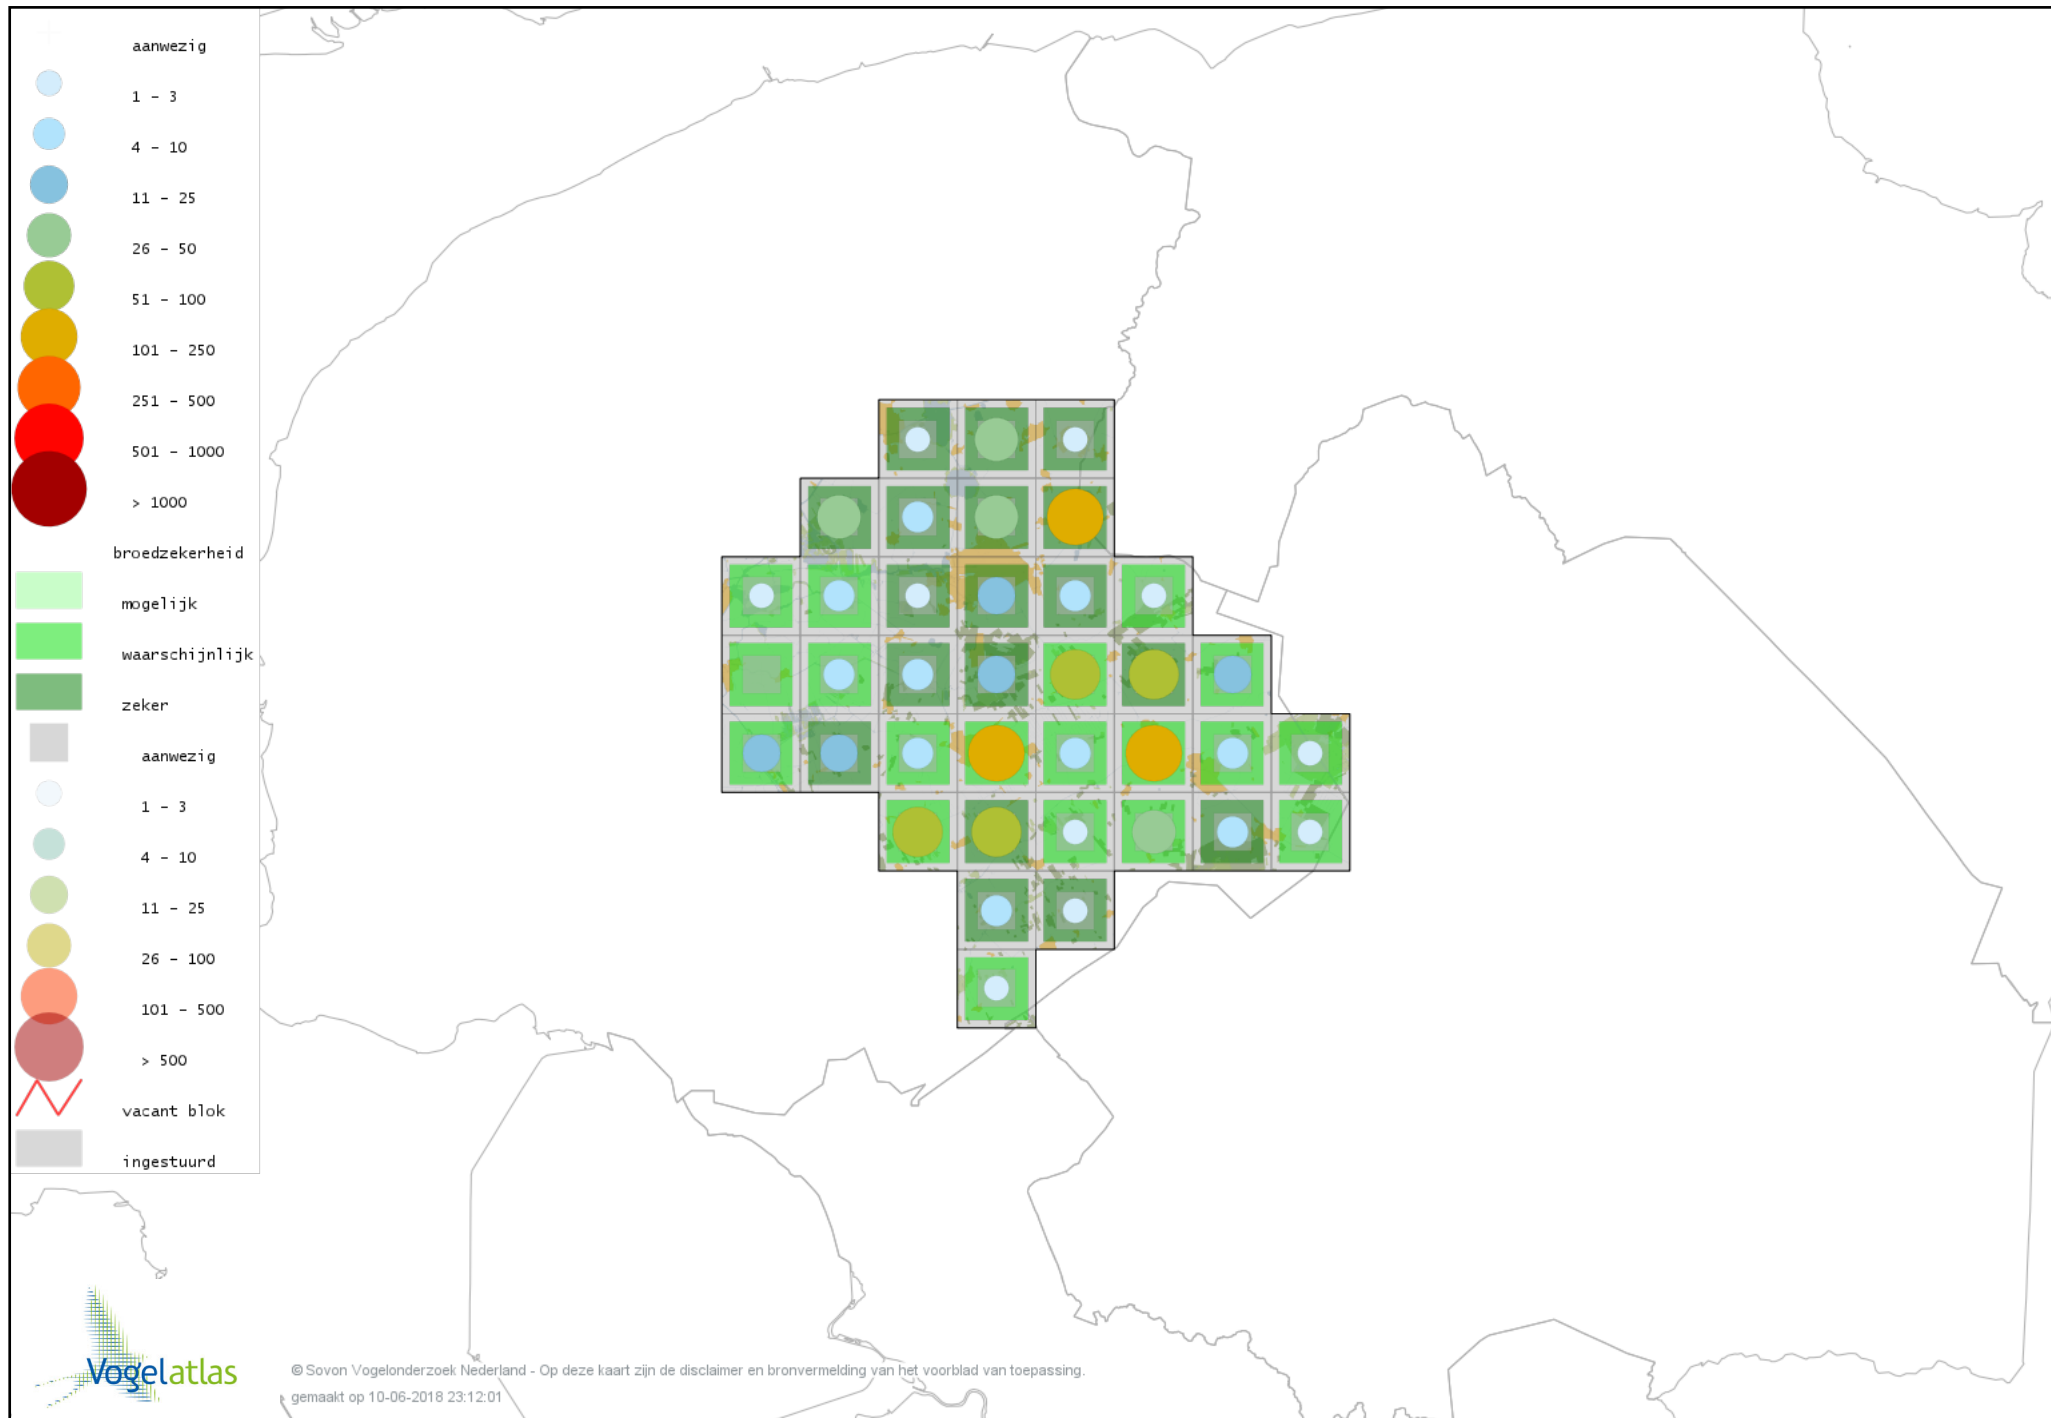 aanwezig
1 - 3
4 - 10
11 - 25
26 - 50
51 - 100
101 - 250
251 - 500
501 - 1000
> 1000
broedzekerheid
mogelijk
waarschijnlijk
zeker
aanwezig
1 - 3
4 - 10
11 - 25
26 - 100
101 - 500
> 500
vacant blok
ingestuurd
Vogelatlas
© Sovon Vogelonderzoek Nederland - Op deze kaart zijn de disclaimer en bronvermelding van het voorblad van toepassing.
gemaakt op 10-06-2018 23:12:01